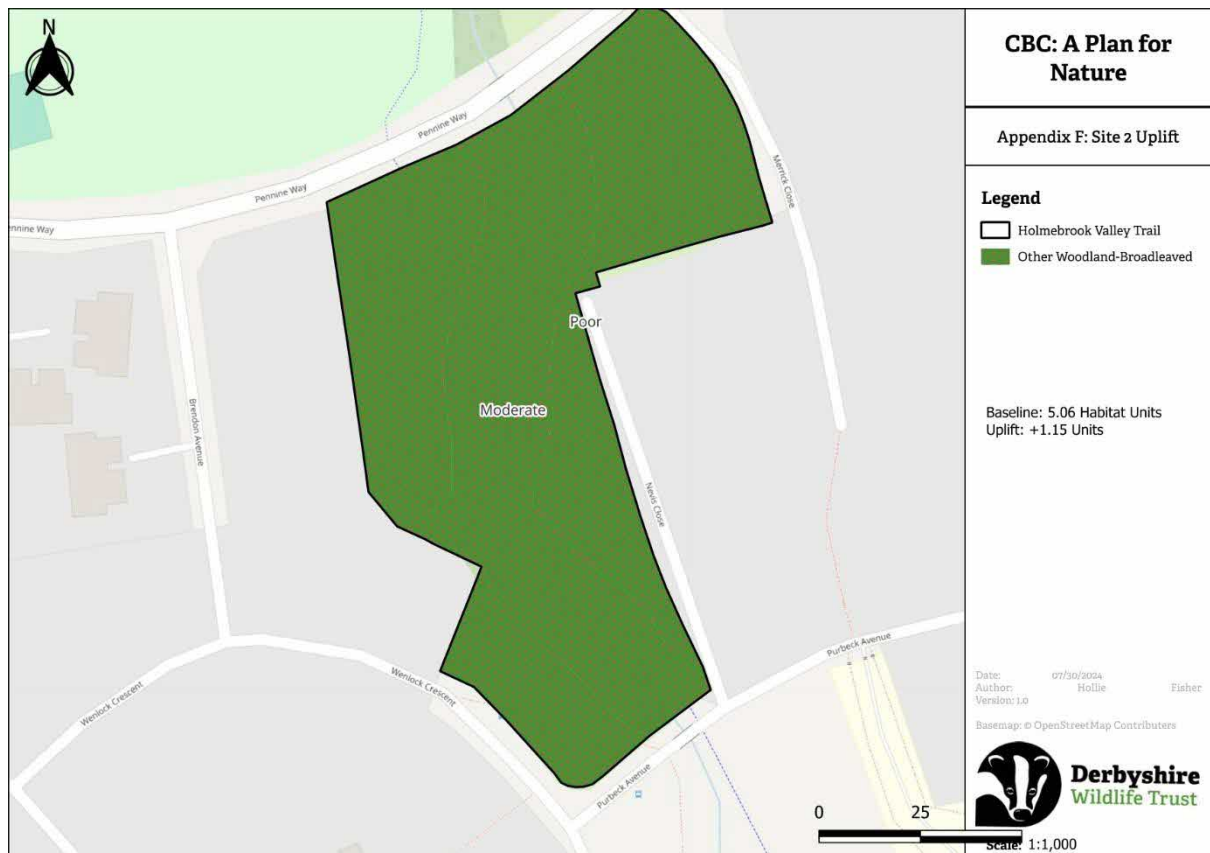 N
Pennine Way
Pennine Way
ennine Way
Merrick Close
Poor
Moderate
Brendon Avenue
Nevis Close
Wenlock Crescent
Wenlock Crescent
Purbeck Avenue
Purbeck Avenue
0 25
CBC: A Plan for
Nature
Appendix F: Site 2 Uplift
Legend
Holmebrook Valley Trail
Other Woodland-Broadleaved
Baseline: 5.06 Habitat Units
Uplift: +1.15 Units
Date: 07/30/2024
Author: Hollie Fisher
Version: 1.0
Basemap: © OpenStreetMap Contributors
Derbyshire
Wildlife Trust
Scale: 1:1,000